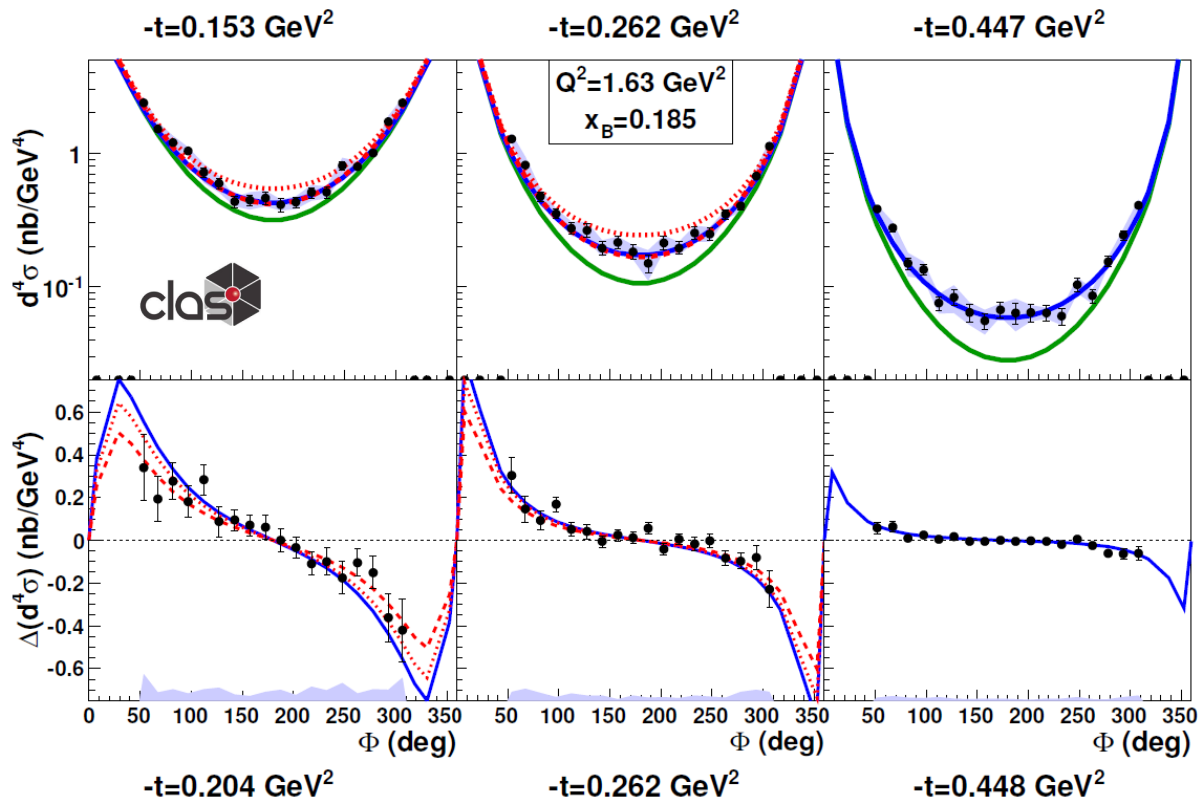 -t=0.153 GeV²
-t=0.262 GeV²
-t=0.447 GeV²
d⁴σ (nb/GeV⁴)
1
10⁻¹
Q²=1.63 GeV²
x_B=0.185
clas
Δ(d⁴σ) (nb/GeV⁴)
0.6
0.4
0.2
0
-0.2
-0.4
-0.6
0 50 100 150 200 250 300 350
50 100 150 200 250 300 350
50 100 150 200 250 300 350
Φ (deg)
Φ (deg)
Φ (deg)
-t=0.204 GeV²
-t=0.262 GeV²
-t=0.448 GeV²